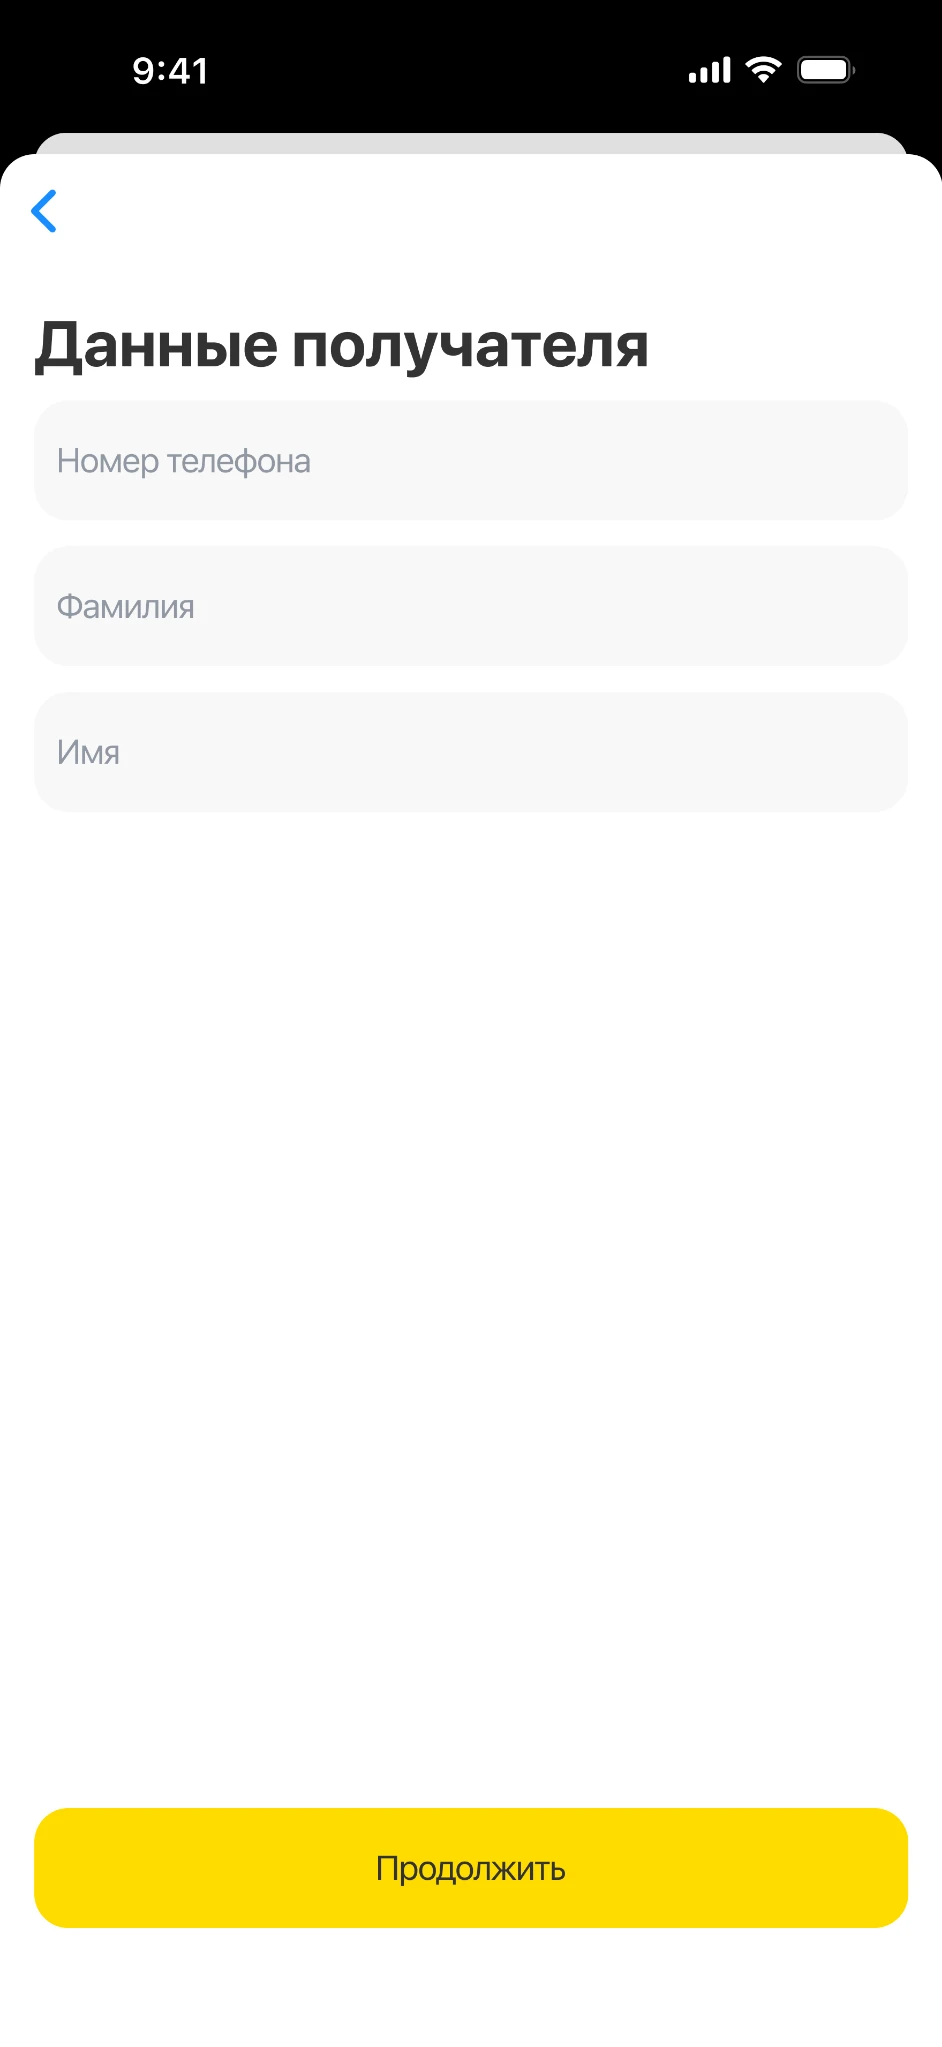 9:41
Данные получателя
Номер телефона
Фамилия
Имя
Продолжить